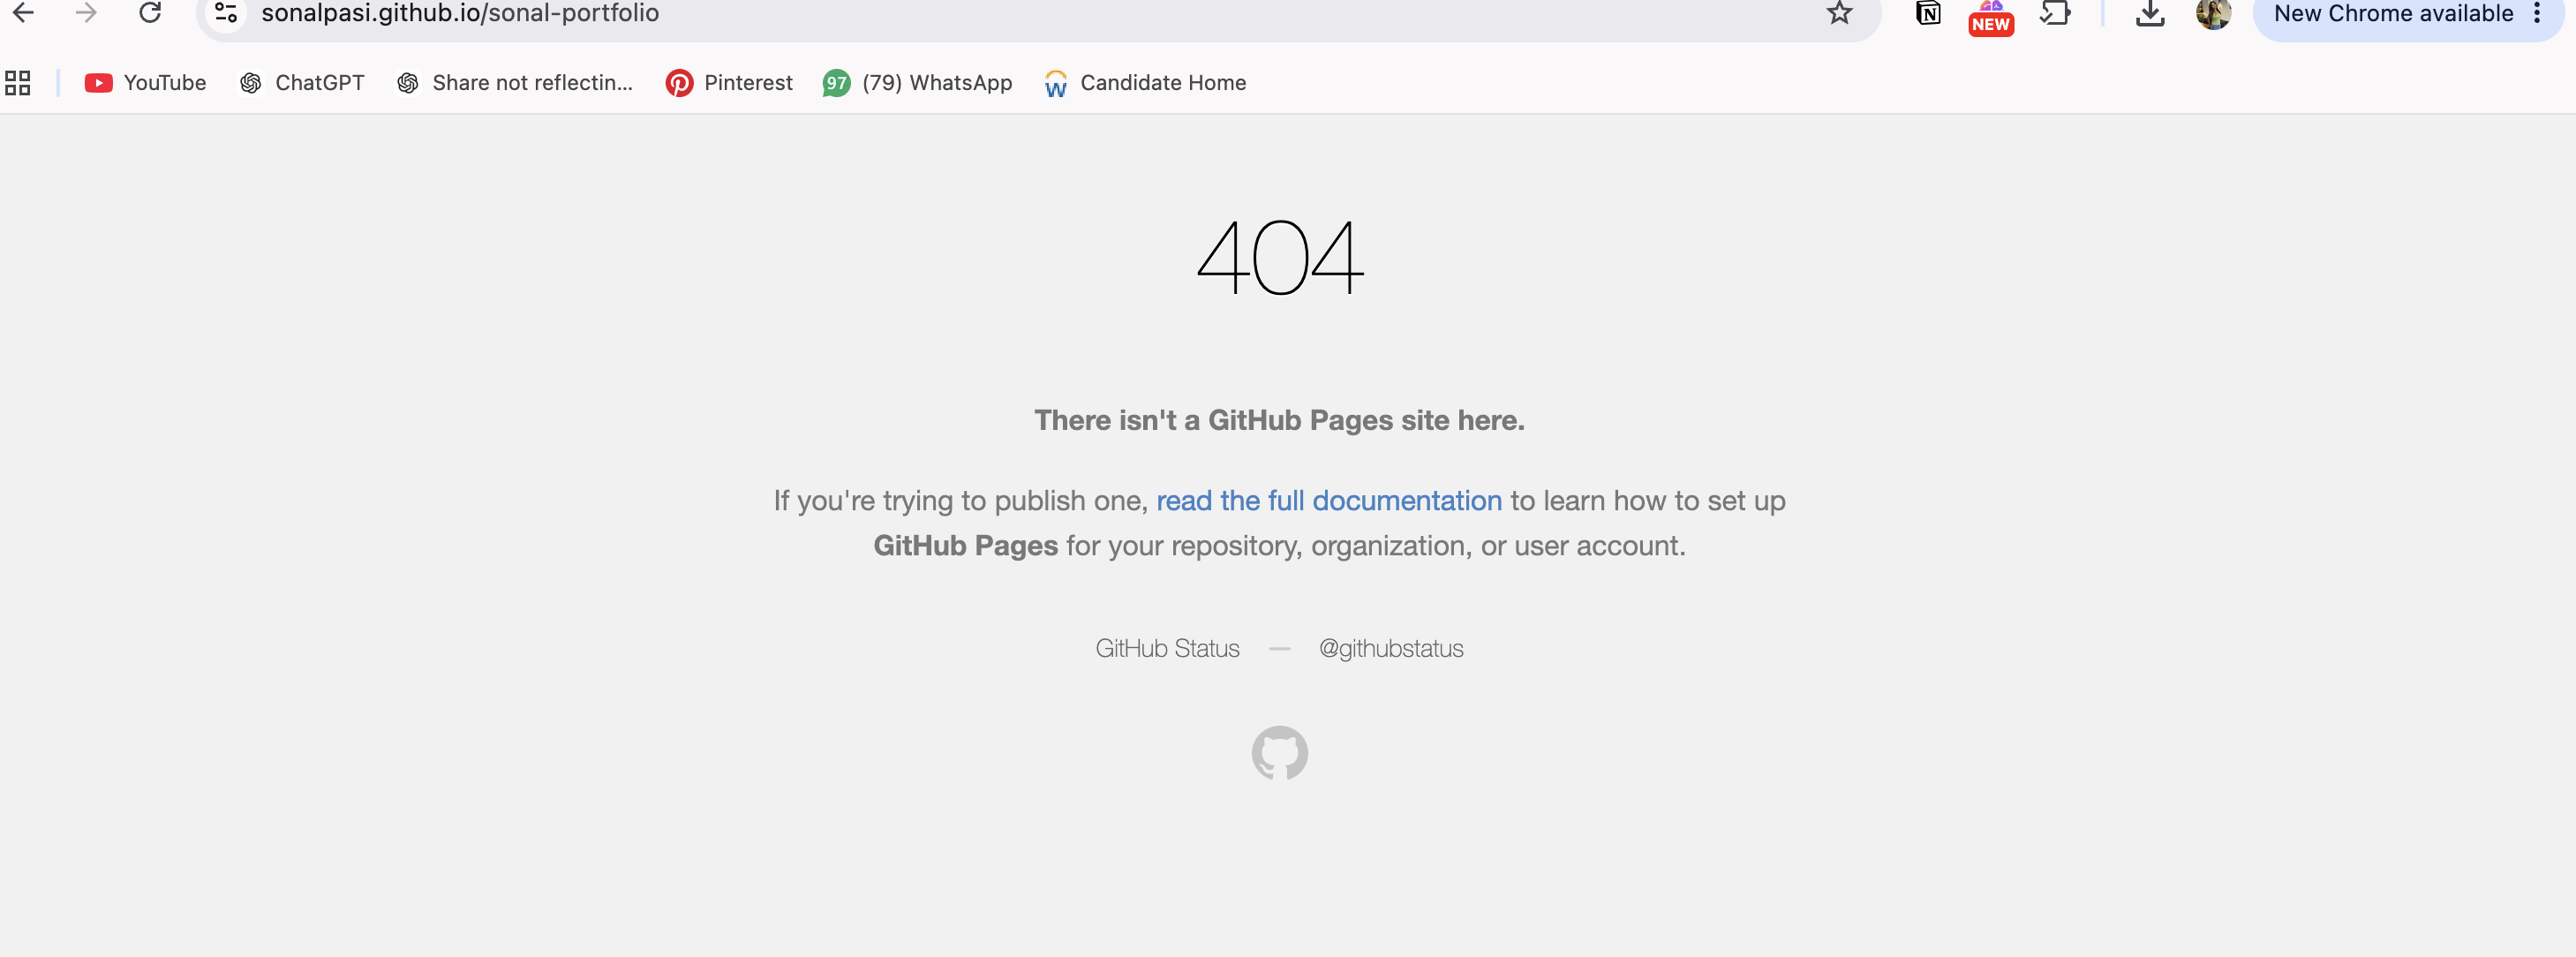 sonalpasi.github.io/sonal-portfolio
N
NEW
New Chrome available
YouTube
ChatGPT
Share not reflectin...
Pinterest
97
(79) WhatsApp
W
Candidate Home
404
There isn't a GitHub Pages site here.
If you're trying to publish one, read the full documentation to learn how to set up
GitHub Pages for your repository, organization, or user account.
GitHub Status — @githubstatus